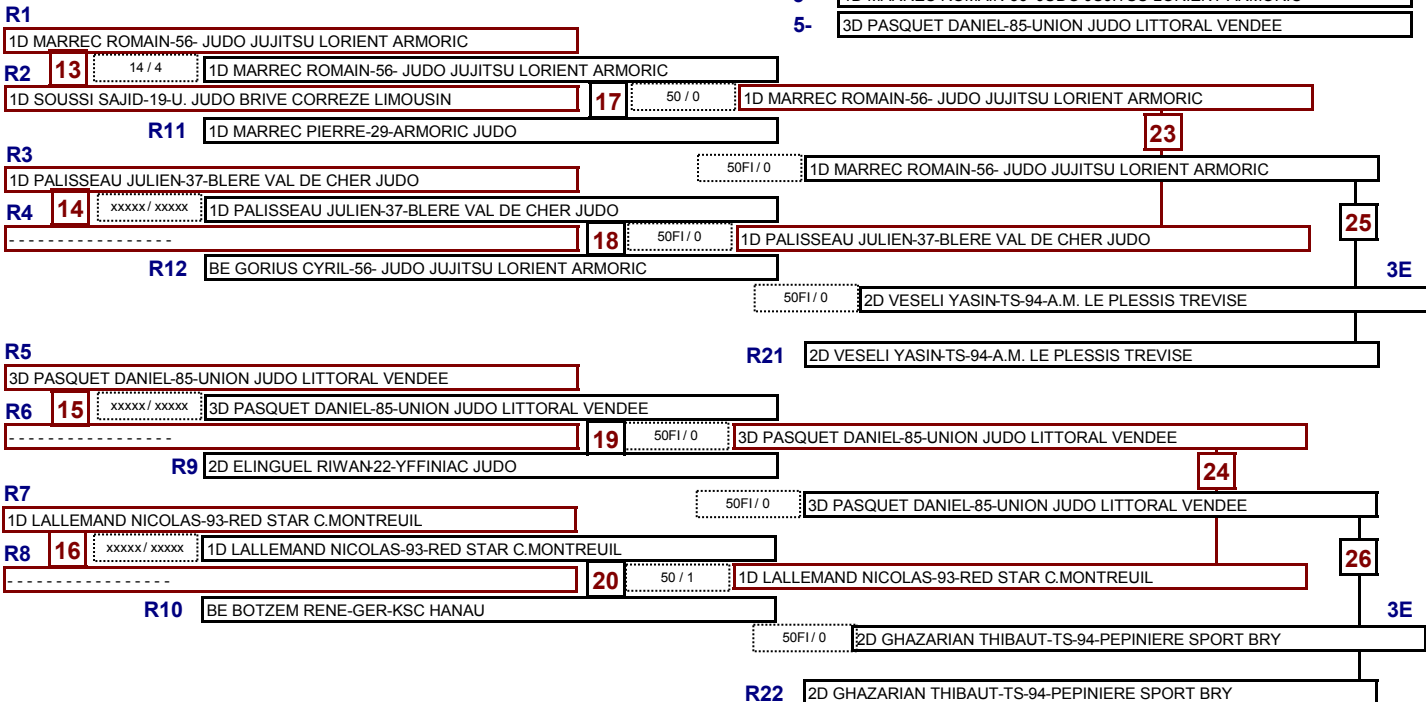 5- 3D PASQUET DANIEL-85-UNION JUDO LITTORAL VENDEE
R1
1D MARREC ROMAIN-56- JUDO JUJITSU LORIENT ARMORIC
R2 13 14 / 4 1D MARREC ROMAIN-56- JUDO JUJITSU LORIENT ARMORIC
1D SOUSSI SAJID-19-U. JUDO BRIVE CORREZE LIMOUSIN 17 50 / 0 1D MARREC ROMAIN-56- JUDO JUJITSU LORIENT ARMORIC
R11 1D MARREC PIERRE-29-ARMORIC JUDO 23
R3 50FI / 0 1D MARREC ROMAIN-56- JUDO JUJITSU LORIENT ARMORIC
1D PALISSEAU JULIEN-37-BLERE VAL DE CHER JUDO
R4 14 xxxxx / xxxxx 1D PALISSEAU JULIEN-37-BLERE VAL DE CHER JUDO 25
- - - - - - - - - - - - - - - - - 18 50FI / 0 1D PALISSEAU JULIEN-37-BLERE VAL DE CHER JUDO
R12 BE GORIUS CYRIL-56- JUDO JUJITSU LORIENT ARMORIC 3E
50FI / 0 2D VESELI YASIN-TS-94-A.M. LE PLESSIS TREVISE
R5 R21 2D VESELI YASIN-TS-94-A.M. LE PLESSIS TREVISE
3D PASQUET DANIEL-85-UNION JUDO LITTORAL VENDEE
R6 15 xxxxx / xxxxx 3D PASQUET DANIEL-85-UNION JUDO LITTORAL VENDEE
- - - - - - - - - - - - - - - - - 19 50FI / 0 3D PASQUET DANIEL-85-UNION JUDO LITTORAL VENDEE
R9 2D ELINGUEL RIWAN-22-YFFINIAC JUDO 24
R7 50FI / 0 3D PASQUET DANIEL-85-UNION JUDO LITTORAL VENDEE
1D LALLEMAND NICOLAS-93-RED STAR C.MONTREUIL
R8 16 xxxxx / xxxxx 1D LALLEMAND NICOLAS-93-RED STAR C.MONTREUIL 26
- - - - - - - - - - - - - - - - - 20 50 / 1 1D LALLEMAND NICOLAS-93-RED STAR C.MONTREUIL
R10 BE BOTZEM RENE-GER-KSC HANAU 3E
50FI / 0 2D GHAZARIAN THIBAUT-TS-94-PEPINIERE SPORT BRY
R22 2D GHAZARIAN THIBAUT-TS-94-PEPINIERE SPORT BRY